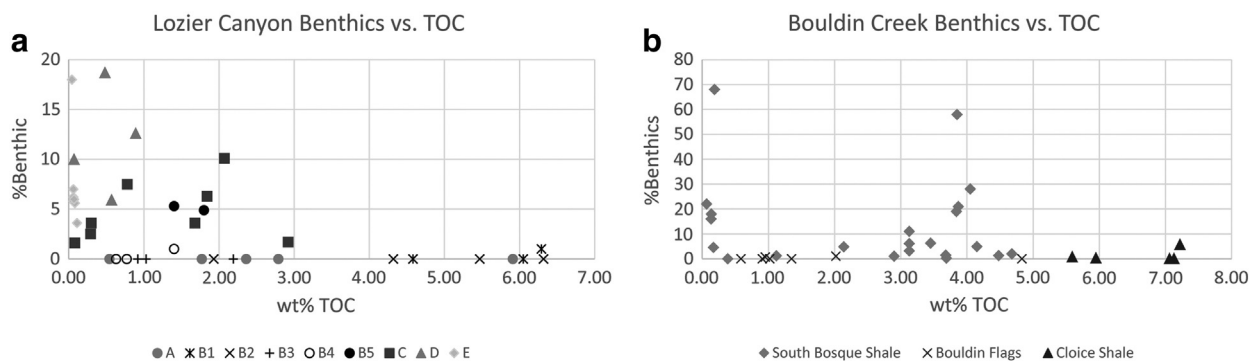 a
Lozier Canyon Benthics vs. TOC
%Benthic
20
15
10
5
0
0.00 1.00 2.00 3.00 4.00 5.00 6.00 7.00
wt% TOC
A B1 B2 B3 B4 B5 C D E
b
Bouldin Creek Benthics vs. TOC
%Benthics
80
70
60
50
40
30
20
10
0
0.00 1.00 2.00 3.00 4.00 5.00 6.00 7.00 8.00
wt% TOC
South Bosque Shale Bouldin Flags Cloice Shale